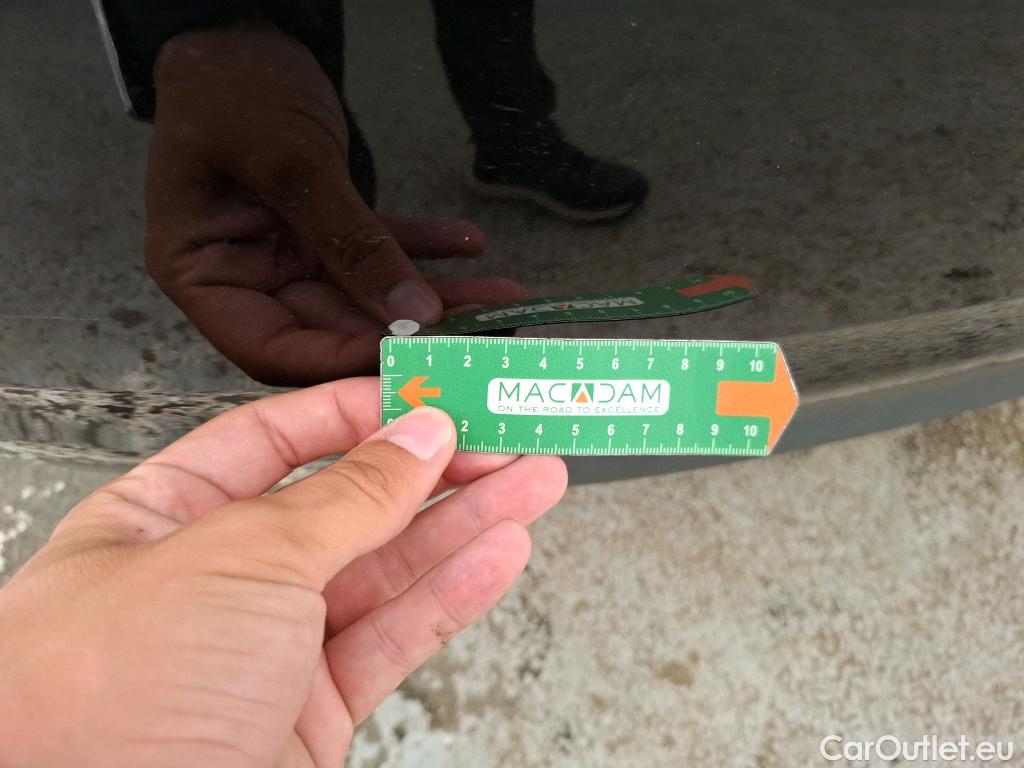 0 1 2 3 4 5 6 7 8 9 10
MACADAM
ON THE ROAD TO EXCELLENCE
2 3 4 5 6 7 8 9 10
CarOutlet.eu